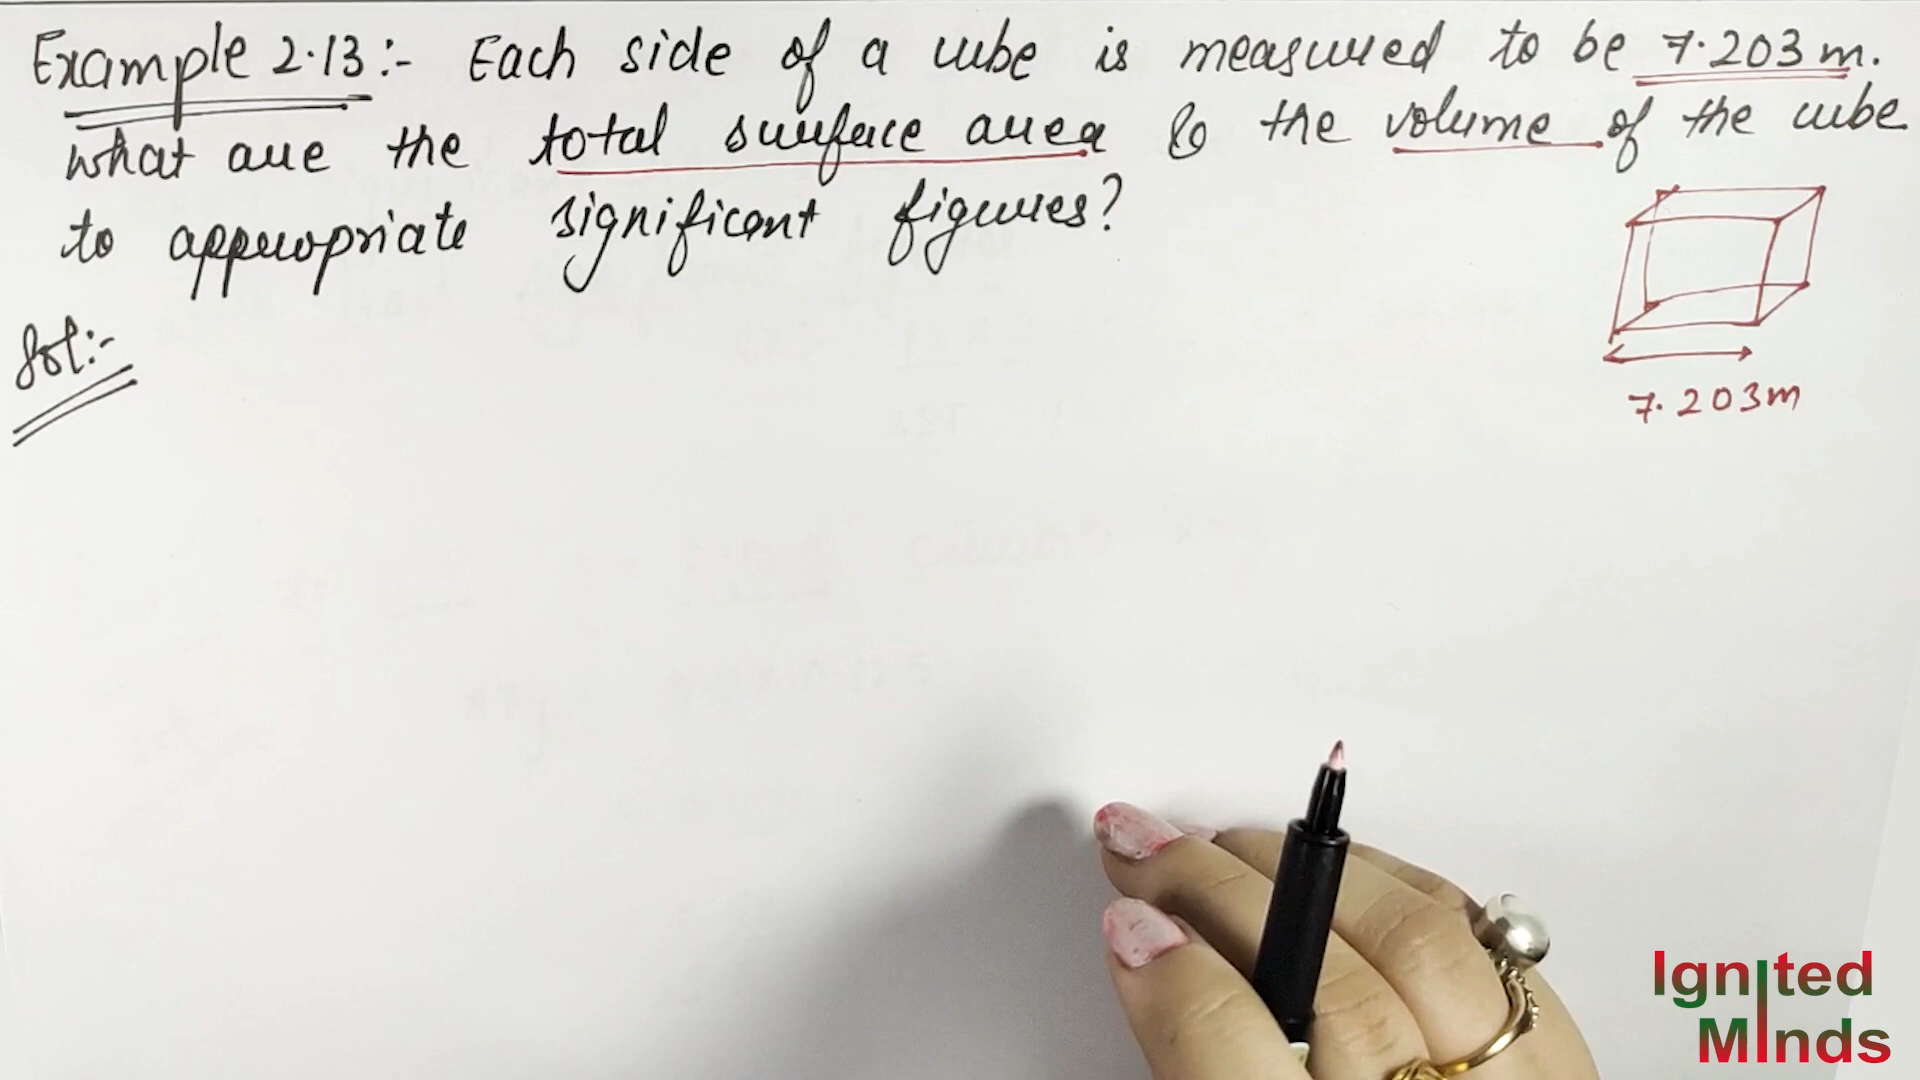 Example 2.13:- Each side of a cube is measured to be 7.203 m.
what are the total surface area & the volume of the cube
to appropriate significant figures?
Sol:-
7.203m
Ignited
Minds